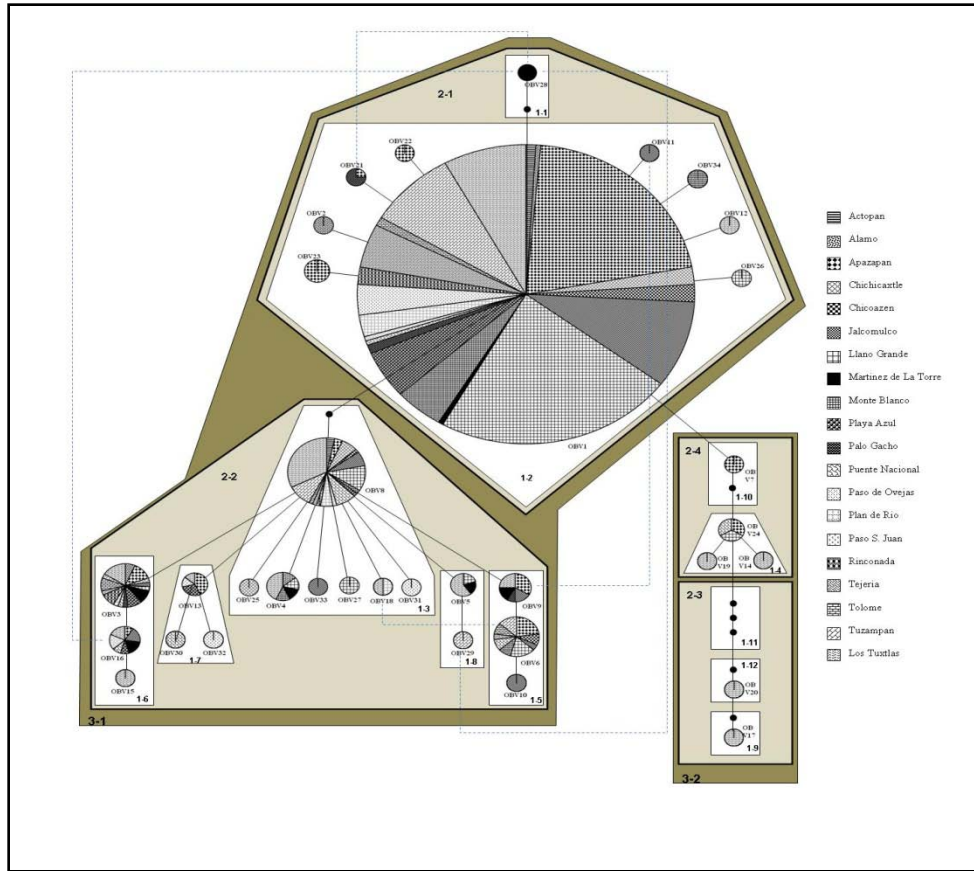 OBV28
2-1
1-1
OBV22
OBV41
OBV21
OBV34
OBV2
OBV12
OBV23
OBV26
OBV1
1-2
Actopan
Alamo
Apazapan
Chichicaxtle
Chicoazen
Jalcomulco
Llano Grande
Martinez de La Torre
Monte Blanco
Playa Azul
Palo Gacho
Puente Nacional
Paso de Ovejas
Plan de Rio
Paso S. Juan
Rinconada
Tejeria
Tolome
Tuzampan
Los Tuxtlas
2-2
OBV8
OBV3
OBV13
OBV25
OBV4
OBV33
OBV27
OBV18
OBV31
1-3
OBV5
OBV9
OBV16
OBV30
OBV32
1-7
OBV29
1-8
OBV6
OBV15
1-6
OBV10
1-5
3-1
2-4
OB
V7
1-10
OB
V24
OB
V19
OB
V14
1-4
2-3
1-11
1-12
OB
V20
OB
V17
1-9
3-2